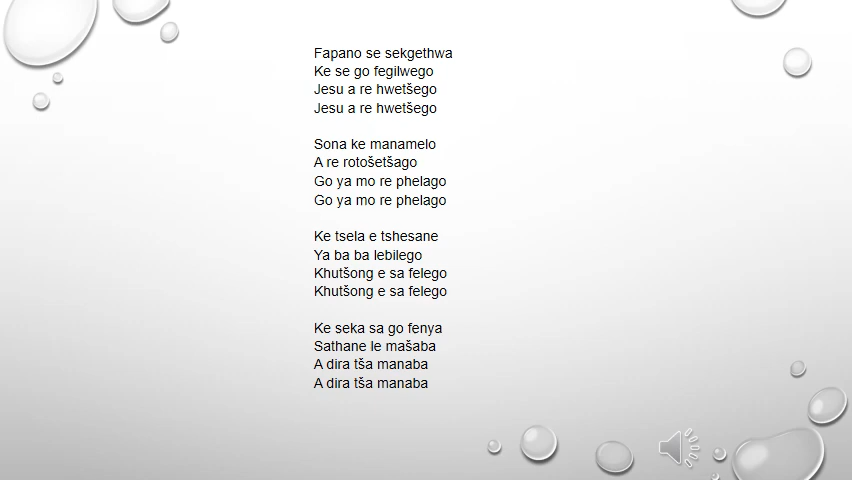 Fapano se sekgethwa
Ke se go fegilwego
Jesu a re hwetšego
Jesu a re hwetšego

Sona ke manamelo
A re rotošetšago
Go ya mo re phelago
Go ya mo re phelago

Ke tsela e tshesane
Ya ba ba lebilego
Khutšong e sa felego
Khutšong e sa felego

Ke seka sa go fenya
Sathane le mašaba
A dira tša manaba
A dira tša manaba